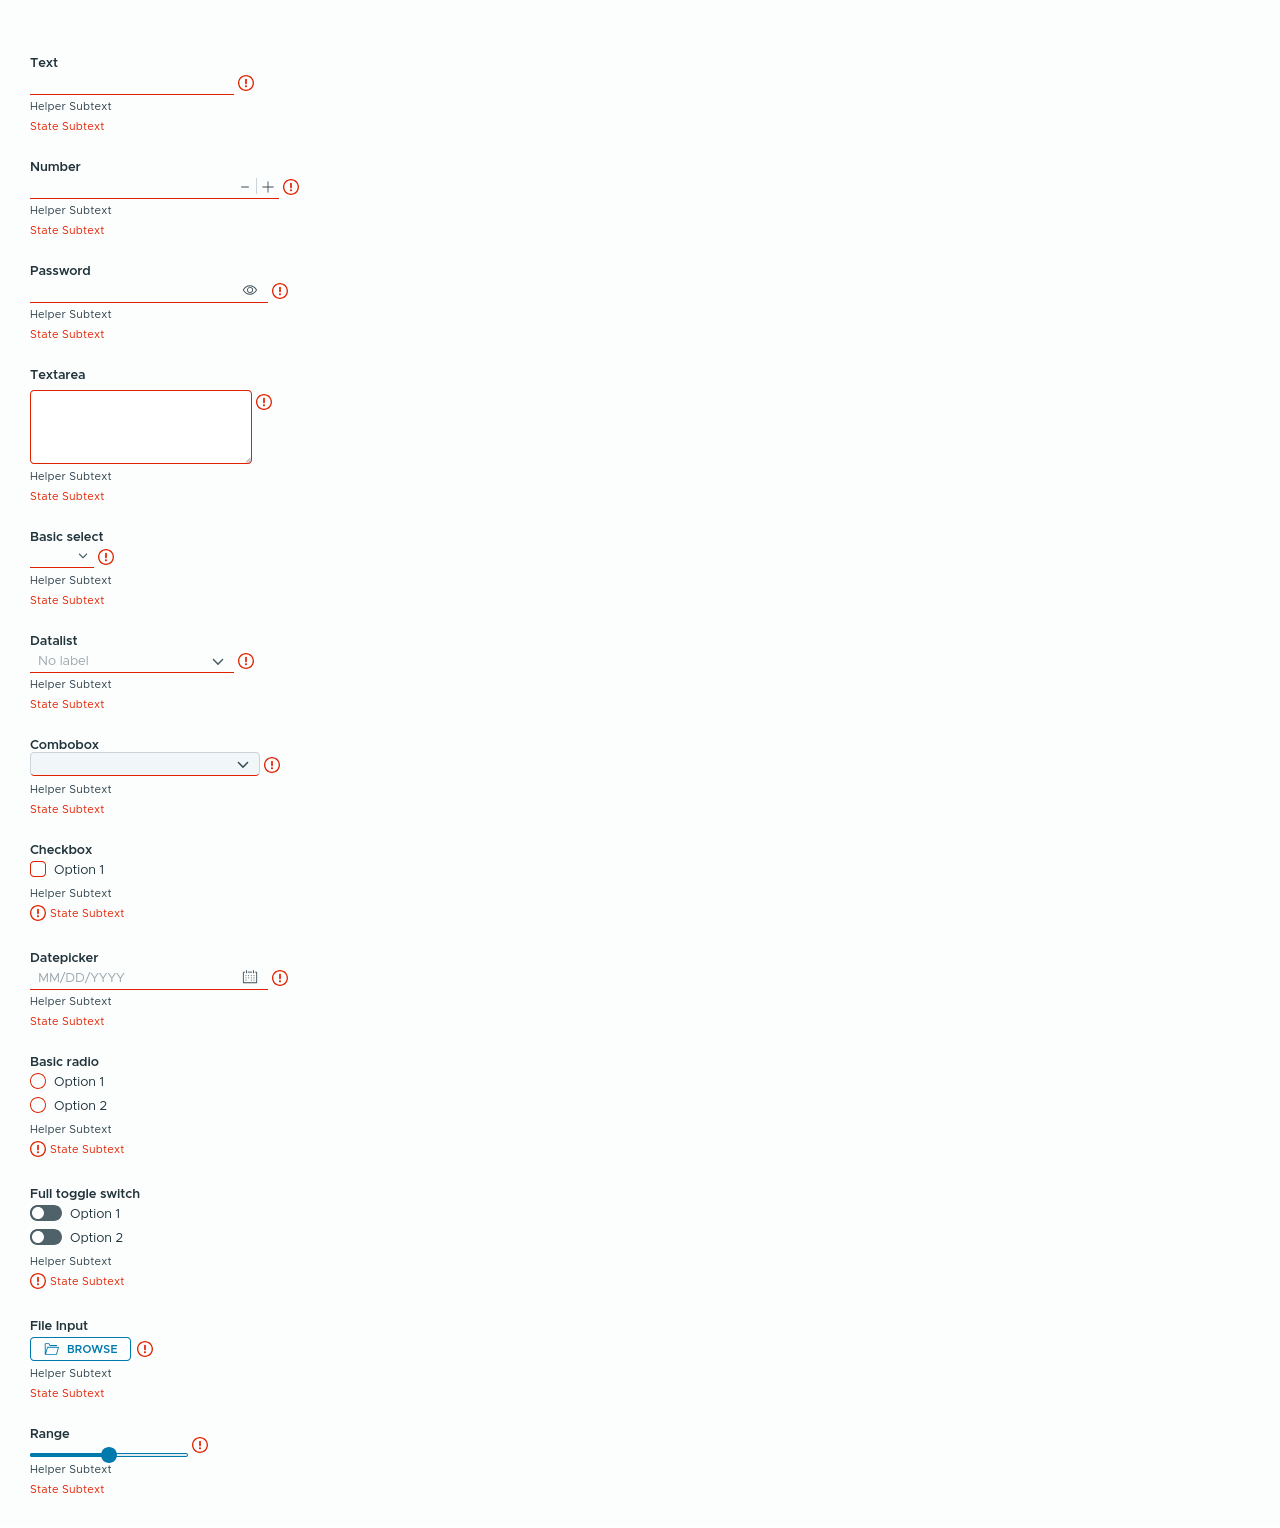 Text
Helper Subtext
State Subtext
Number
Helper Subtext
State Subtext
Password
Helper Subtext
State Subtext
Textarea
Helper Subtext
State Subtext
Basic select
Helper Subtext
State Subtext
Datalist
No label
Helper Subtext
State Subtext
Combobox
Helper Subtext
State Subtext
Checkbox
Option 1
Helper Subtext
State Subtext
Datepicker
MM/DD/YYYY
Helper Subtext
State Subtext
Basic radio
Option 1
Option 2
Helper Subtext
State Subtext
Full toggle switch
Option 1
Option 2
Helper Subtext
State Subtext
File Input
BROWSE
Helper Subtext
State Subtext
Range
Helper Subtext
State Subtext